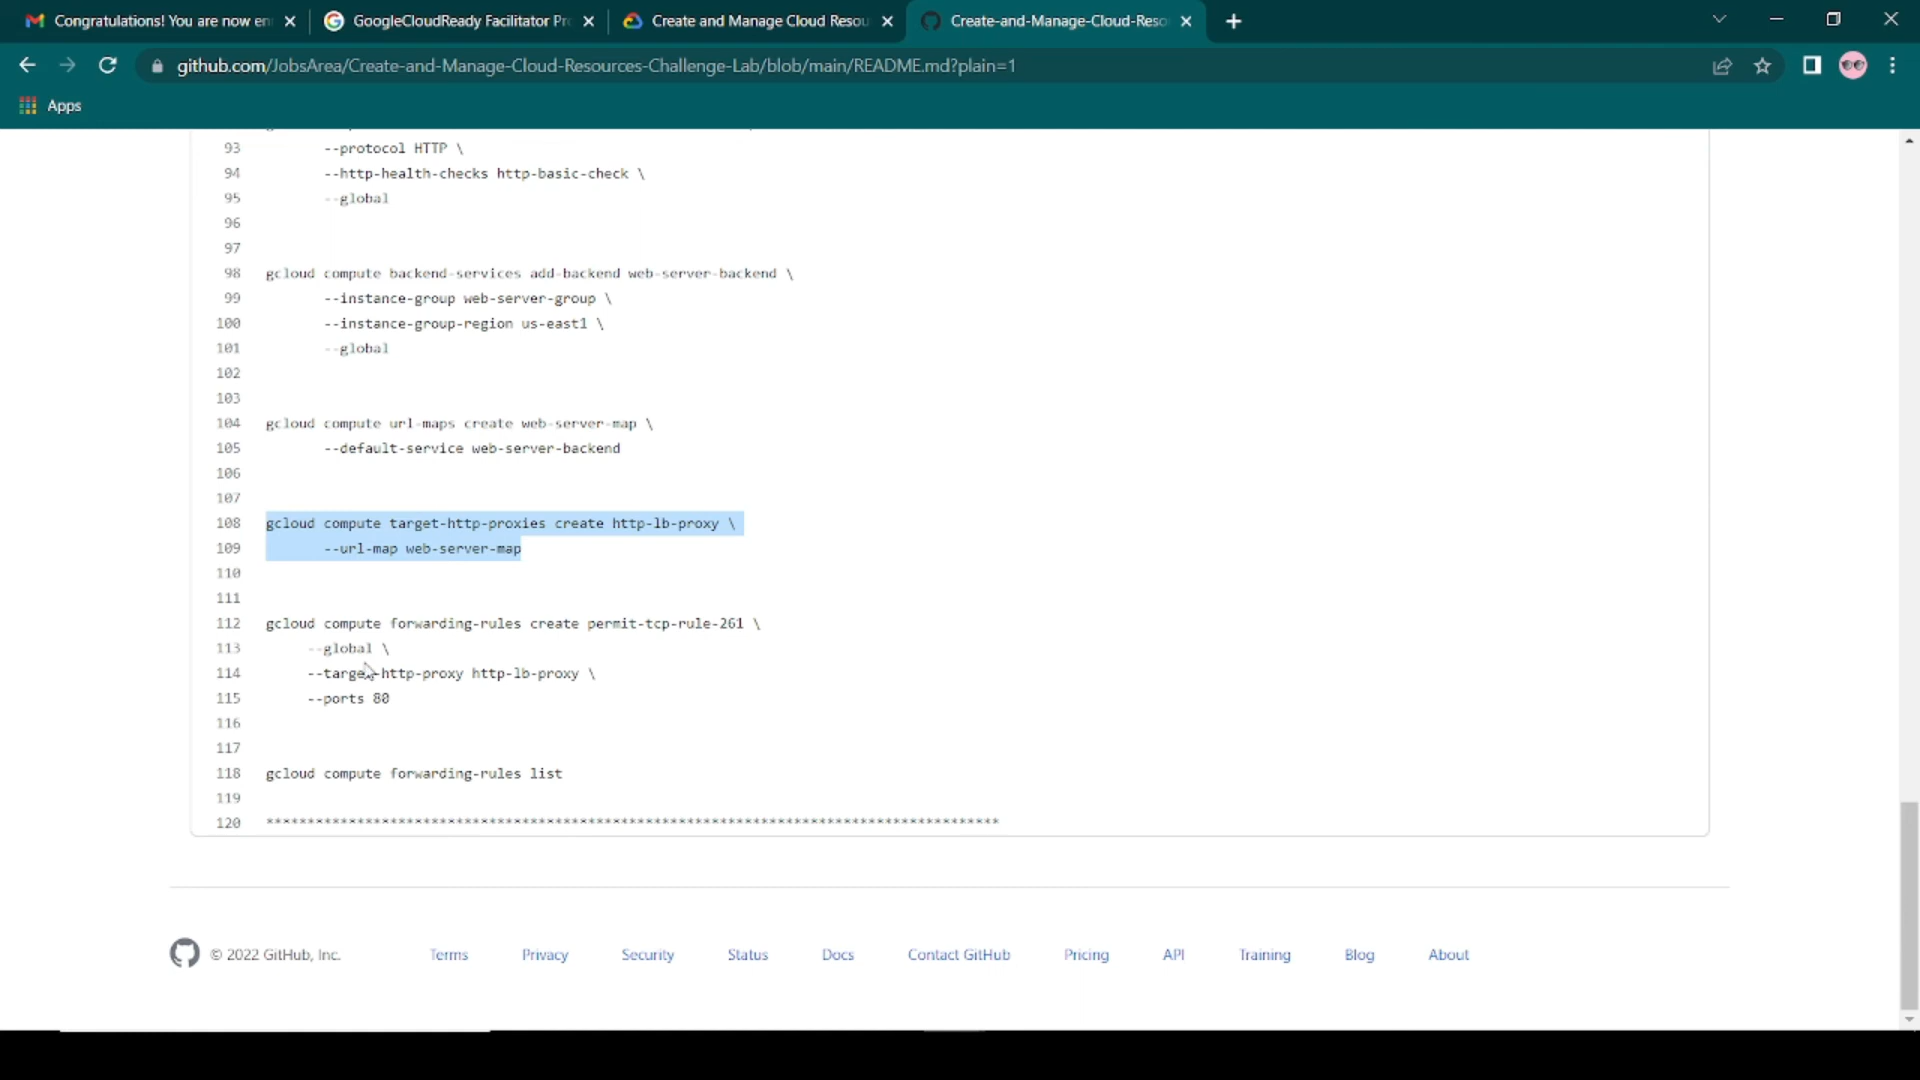 Congratulations! You are now en
GoogleCloudReady Facilitator Pr
Create and Manage Cloud Resou
Create-and-Manage-Cloud-Reso
github.com/JobsArea/Create-and-Manage-Cloud-Resources-Challenge-Lab/blob/main/README.md?plain=1
Apps
93 --protocol HTTP \
94 --http-health-checks http-basic-check \
95 --global
96
97
98 gcloud compute backend-services add-backend web-server-backend \
99 --instance-group web-server-group \
100 --instance-group-region us-east1 \
101 --global
102
103
104 gcloud compute url-maps create web-server-map \
105 --default-service web-server-backend
106
107
108 gcloud compute target-http-proxies create http-lb-proxy \
109 --url-map web-server-map
110
111
112 gcloud compute forwarding-rules create permit-tcp-rule-261 \
113 --global \
114 --target-http-proxy http-lb-proxy \
115 --ports 80
116
117
118 gcloud compute forwarding-rules list
119
120 *****************************************************************************************
© 2022 GitHub, Inc. Terms Privacy Security Status Docs Contact GitHub Pricing API Training Blog About